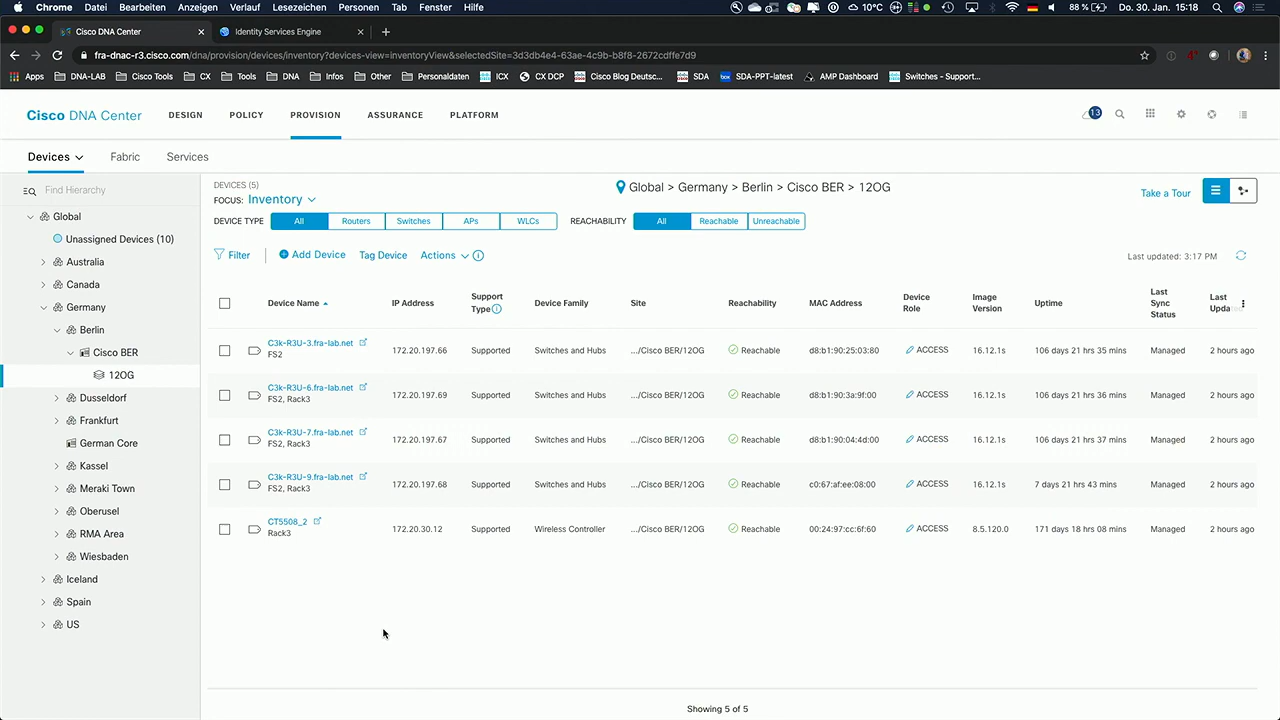 Chrome Datei Bearbeiten Anzeigen Verlauf Lesezeichen Personen Tab Fenster Hilfe 10°C 88 % Do. 30. Jan. 15:18
Cisco DNA Center Identity Services Engine
fra-dnac-r3.cisco.com/dna/provision/devices/inventory?devices-view=inventoryView&selectedSite=3d3db4e4-63ae-4c9b-b8f8-2672cdffe7d9
Apps DNA-LAB Cisco Tools CX Tools DNA Infos Other Personaldaten ICX CX DCP Cisco Blog Deutsc... SDA SDA-PPT-latest AMP Dashboard Switches - Support...
Cisco DNA Center DESIGN POLICY PROVISION ASSURANCE PLATFORM 13
Devices Fabric Services
Find Hierarchy
Global
Unassigned Devices (10)
Australia
Canada
Germany
Berlin
Cisco BER
12OG
Dusseldorf
Frankfurt
German Core
Kassel
Meraki Town
Oberusel
RMA Area
Wiesbaden
Iceland
Spain
US
DEVICES (5)
FOCUS: Inventory
Global > Germany > Berlin > Cisco BER > 12OG
Take a Tour
DEVICE TYPE All Routers Switches APs WLCs REACHABILITY All Reachable Unreachable
Filter Add Device Tag Device Actions Last updated: 3:17 PM
Device Name IP Address Support Type Device Family Site Reachability MAC Address Device Role Image Version Uptime Last Sync Status Last Upda
C3k-R3U-3.fra-lab.net 172.20.197.66 Supported Switches and Hubs .../Cisco BER/12OG Reachable d8:b1:90:25:03:80 ACCESS 16.12.1s 106 days 21 hrs 35 mins Managed 2 hours ago
FS2
C3k-R3U-6.fra-lab.net 172.20.197.69 Supported Switches and Hubs .../Cisco BER/12OG Reachable d8:b1:90:3a:9f:00 ACCESS 16.12.1s 106 days 21 hrs 36 mins Managed 2 hours ago
FS2, Rack3
C3k-R3U-7.fra-lab.net 172.20.197.67 Supported Switches and Hubs .../Cisco BER/12OG Reachable d8:b1:90:04:4d:00 ACCESS 16.12.1s 106 days 21 hrs 37 mins Managed 2 hours ago
FS2, Rack3
C3k-R3U-9.fra-lab.net 172.20.197.68 Supported Switches and Hubs .../Cisco BER/12OG Reachable c0:67:af:ee:08:00 ACCESS 16.12.1s 7 days 21 hrs 43 mins Managed 2 hours ago
FS2, Rack3
CT5508_2 172.20.30.12 Supported Wireless Controller .../Cisco BER/12OG Reachable 00:24:97:cc:6f:60 ACCESS 8.5.120.0 171 days 18 hrs 08 mins Managed 2 hours ago
Rack3
Showing 5 of 5